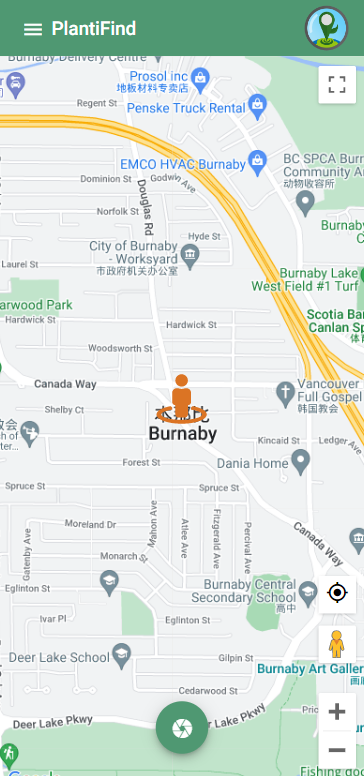 PlantiFind
Burnaby Delivery Centre
Prosol inc
地板材料专卖店
Regent St
Penske Truck Rental
EMCO HVAC Burnaby
BC SPCA Burn
Community A
动物收容所
Dominion St
Godwin Ave
Douglas Rd
Norfolk St
Burnaby
Hyde St
City of Burnaby
- Worksyard
市政府机关办公室
Laurel St
Burnaby Lake
West Field #1 Turf
arwood Park
Hardwick St
Hardwick St
Scotia Bar
Canlan Sp
Woodsworth St
Canada Way
Vancouver
Full Gospel
韩国教会
Shelby Ct
Burnaby
教会
ch of
ter...
Kincaid St
Ledger Ave
Forest St
Dania Home
Spruce St
Spruce St
Mahon Ave
Atlee Ave
Fitzgerald Ave
Percival Ave
Moreland Dr
Gatenby Ave
Canada Way
Monarch St
Eglinton St
Burnaby Central
Secondary School
高中
Ivar Pl
Eglinton St
Deer Lake School
Gilpin St
Burnaby Art Galler
Cedarwood St
Deer Lake Pkwy
r Lake Pkwy
Fishing do